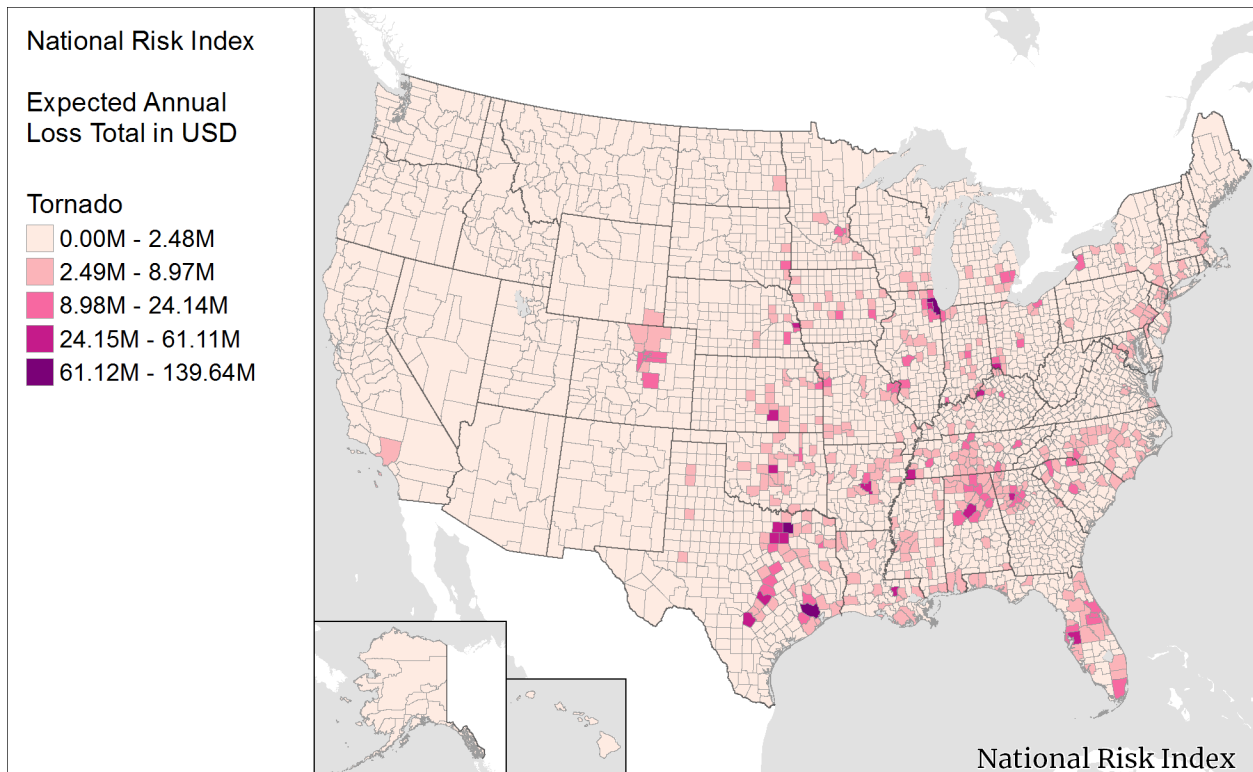 National Risk Index
Expected Annual
Loss Total in USD
Tornado
0.00M - 2.48M
2.49M - 8.97M
8.98M - 24.14M
24.15M - 61.11M
61.12M - 139.64M
National Risk Index